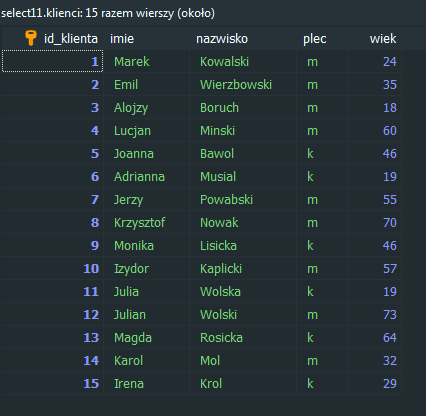 select11.klienci: 15 razem wierszy (około)
id_klienta imie nazwisko plec wiek
1 Marek Kowalski m 24
2 Emil Wierzbowski m 35
3 Alojzy Boruch m 18
4 Lucjan Minski m 60
5 Joanna Bawol k 46
6 Adrianna Musial k 19
7 Jerzy Powabski m 55
8 Krzysztof Nowak m 70
9 Monika Lisicka k 46
10 Izydor Kaplicki m 57
11 Julia Wolska k 19
12 Julian Wolski m 73
13 Magda Rosicka k 64
14 Karol Mol m 32
15 Irena Krol k 29